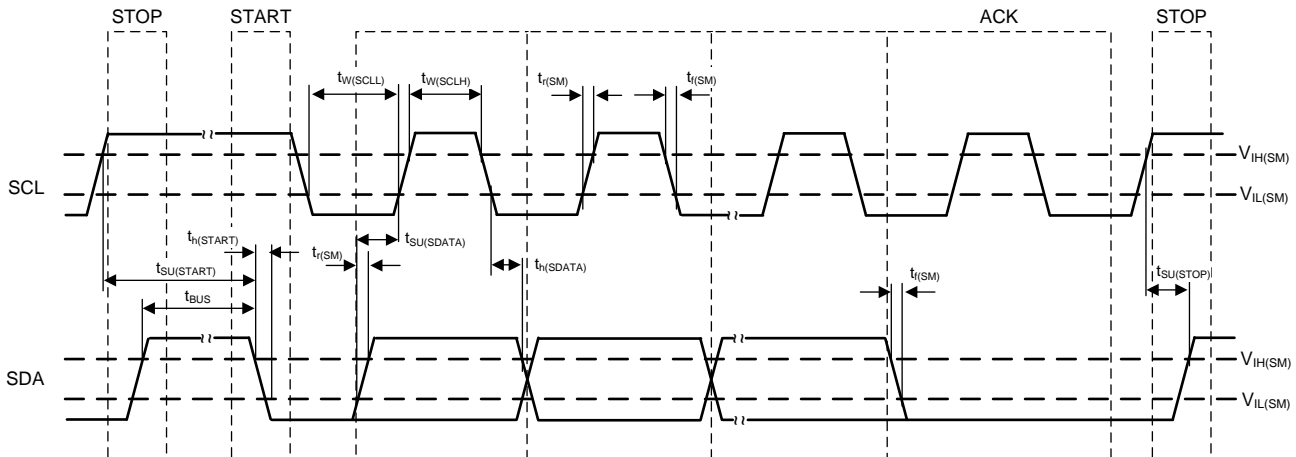 STOP START ACK STOP
tW(SCLL) tW(SCLH) tr(SM) tf(SM)
VIH(SM)
SCL
VIL(SM)
th(START)
tr(SM)
tSU(SDATA)
tSU(START)
th(SDATA)
tf(SM)
tSU(STOP)
tBUS
VIH(SM)
SDA
VIL(SM)